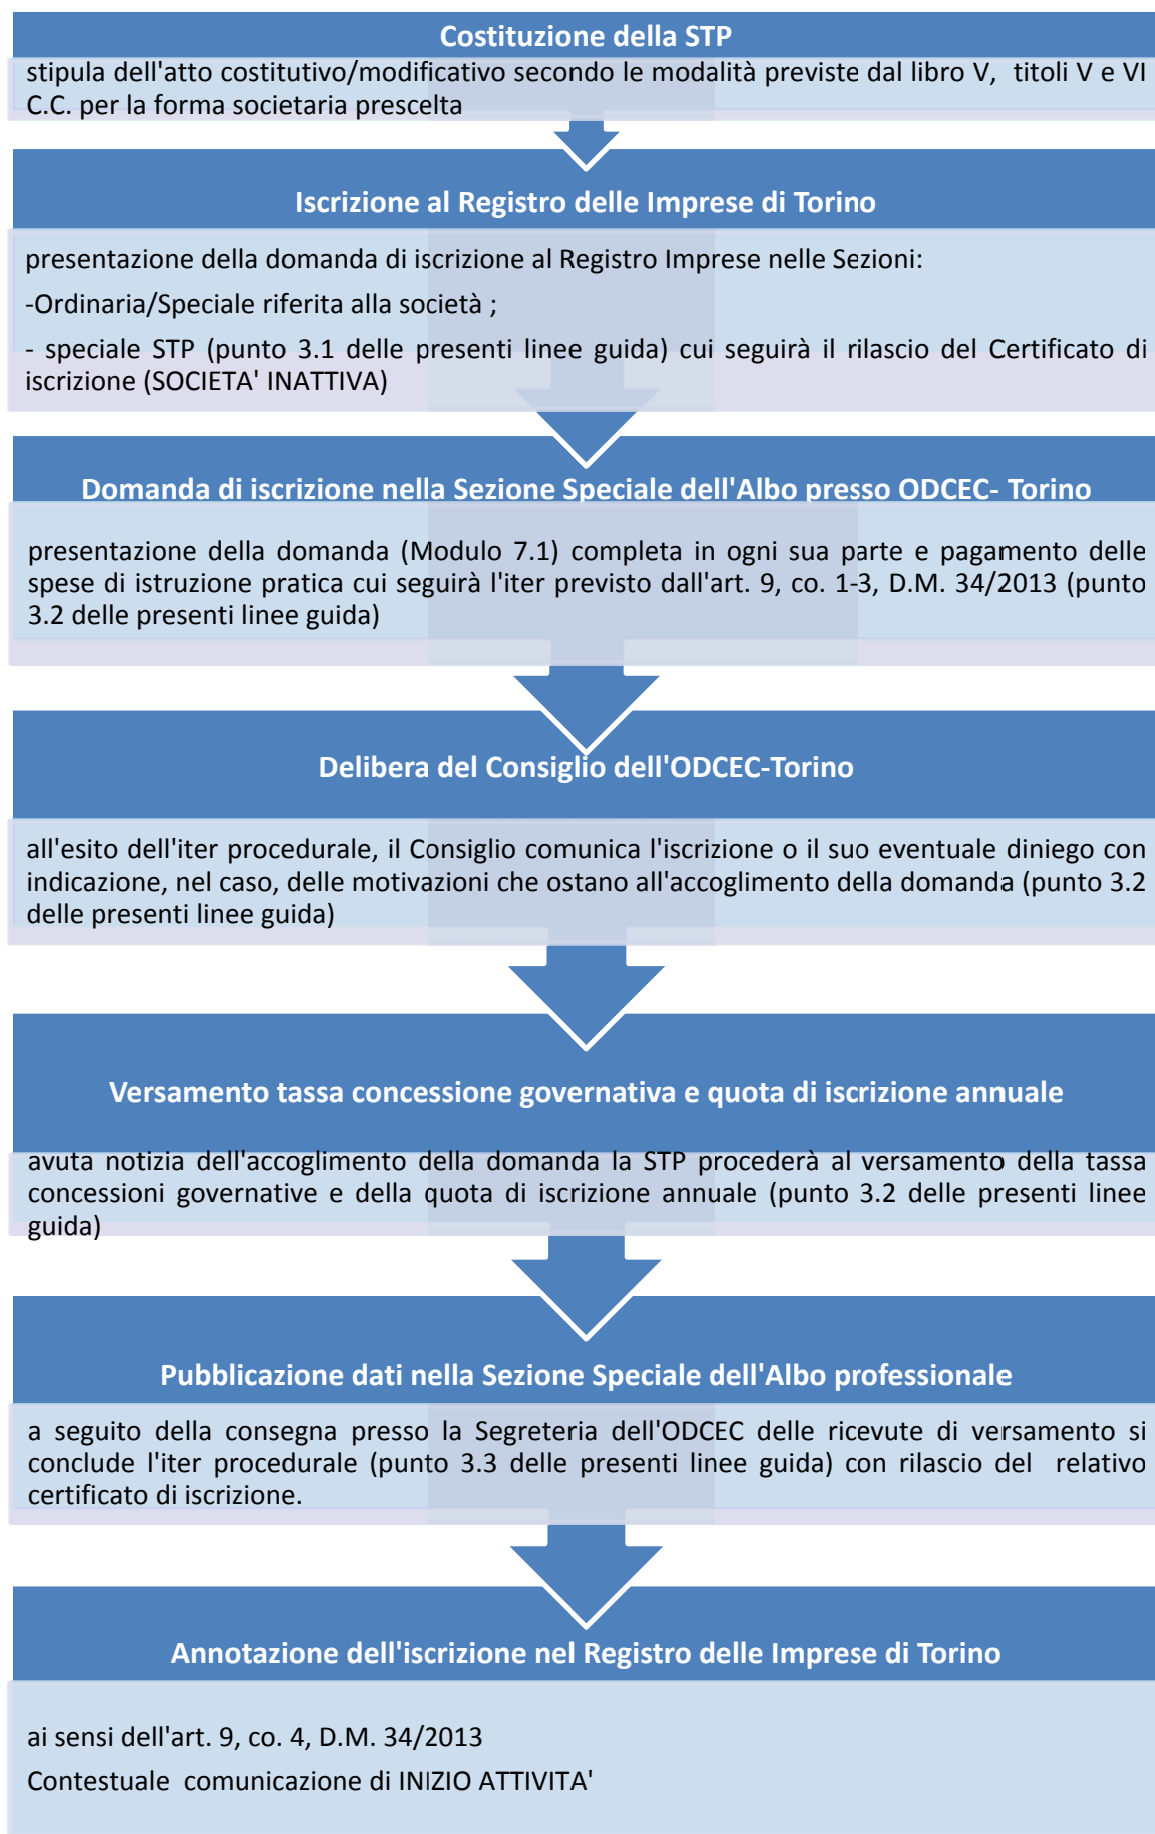 Costituzione della STP
stipula dell'atto costitutivo/modificativo secondo le modalità previste dal libro V, titoli V e VI
C.C. per la forma societaria prescelta
Iscrizione al Registro delle Imprese di Torino
presentazione della domanda di iscrizione al Registro Imprese nelle Sezioni:
-Ordinaria/Speciale riferita alla società ;
- speciale STP (punto 3.1 delle presenti linee guida) cui seguirà il rilascio del Certificato di
iscrizione (SOCIETA' INATTIVA)
Domanda di iscrizione nella Sezione Speciale dell'Albo presso ODCEC- Torino
presentazione della domanda (Modulo 7.1) completa in ogni sua parte e pagamento delle
spese di istruzione pratica cui seguirà l'iter previsto dall'art. 9, co. 1-3, D.M. 34/2013 (punto
3.2 delle presenti linee guida)
Delibera del Consiglio dell'ODCEC-Torino
all'esito dell'iter procedurale, il Consiglio comunica l'iscrizione o il suo eventuale diniego con
indicazione, nel caso, delle motivazioni che ostano all'accoglimento della domanda (punto 3.2
delle presenti linee guida)
Versamento tassa concessione governativa e quota di iscrizione annuale
avuta notizia dell'accoglimento della domanda la STP procederà al versamento della tassa
concessioni governative e della quota di iscrizione annuale (punto 3.2 delle presenti linee
guida)
Pubblicazione dati nella Sezione Speciale dell'Albo professionale
a seguito della consegna presso la Segreteria dell'ODCEC delle ricevute di versamento si
conclude l'iter procedurale (punto 3.3 delle presenti linee guida) con rilascio del relativo
certificato di iscrizione.
Annotazione dell'iscrizione nel Registro delle Imprese di Torino
ai sensi dell'art. 9, co. 4, D.M. 34/2013
Contestuale comunicazione di INIZIO ATTIVITA'